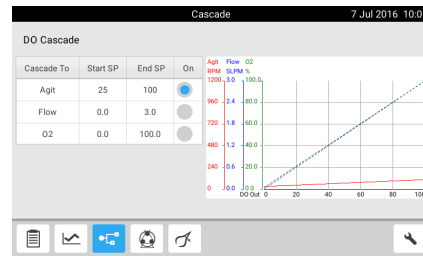 Cascade 7 Jul 2016 10:0
DO Cascade
Cascade To Start SP End SP On
Agit 25 100
Flow 0.0 3.0
O2 0.0 100.0
Agit Flow O2
RPM SLPM %
1200 3.0 100.0
960 2.4 80.0
720 1.8 60.0
480 1.2 40.0
240 0.6 20.0
0 0.0 0.0
DO Out 0 20 40 60 80 100